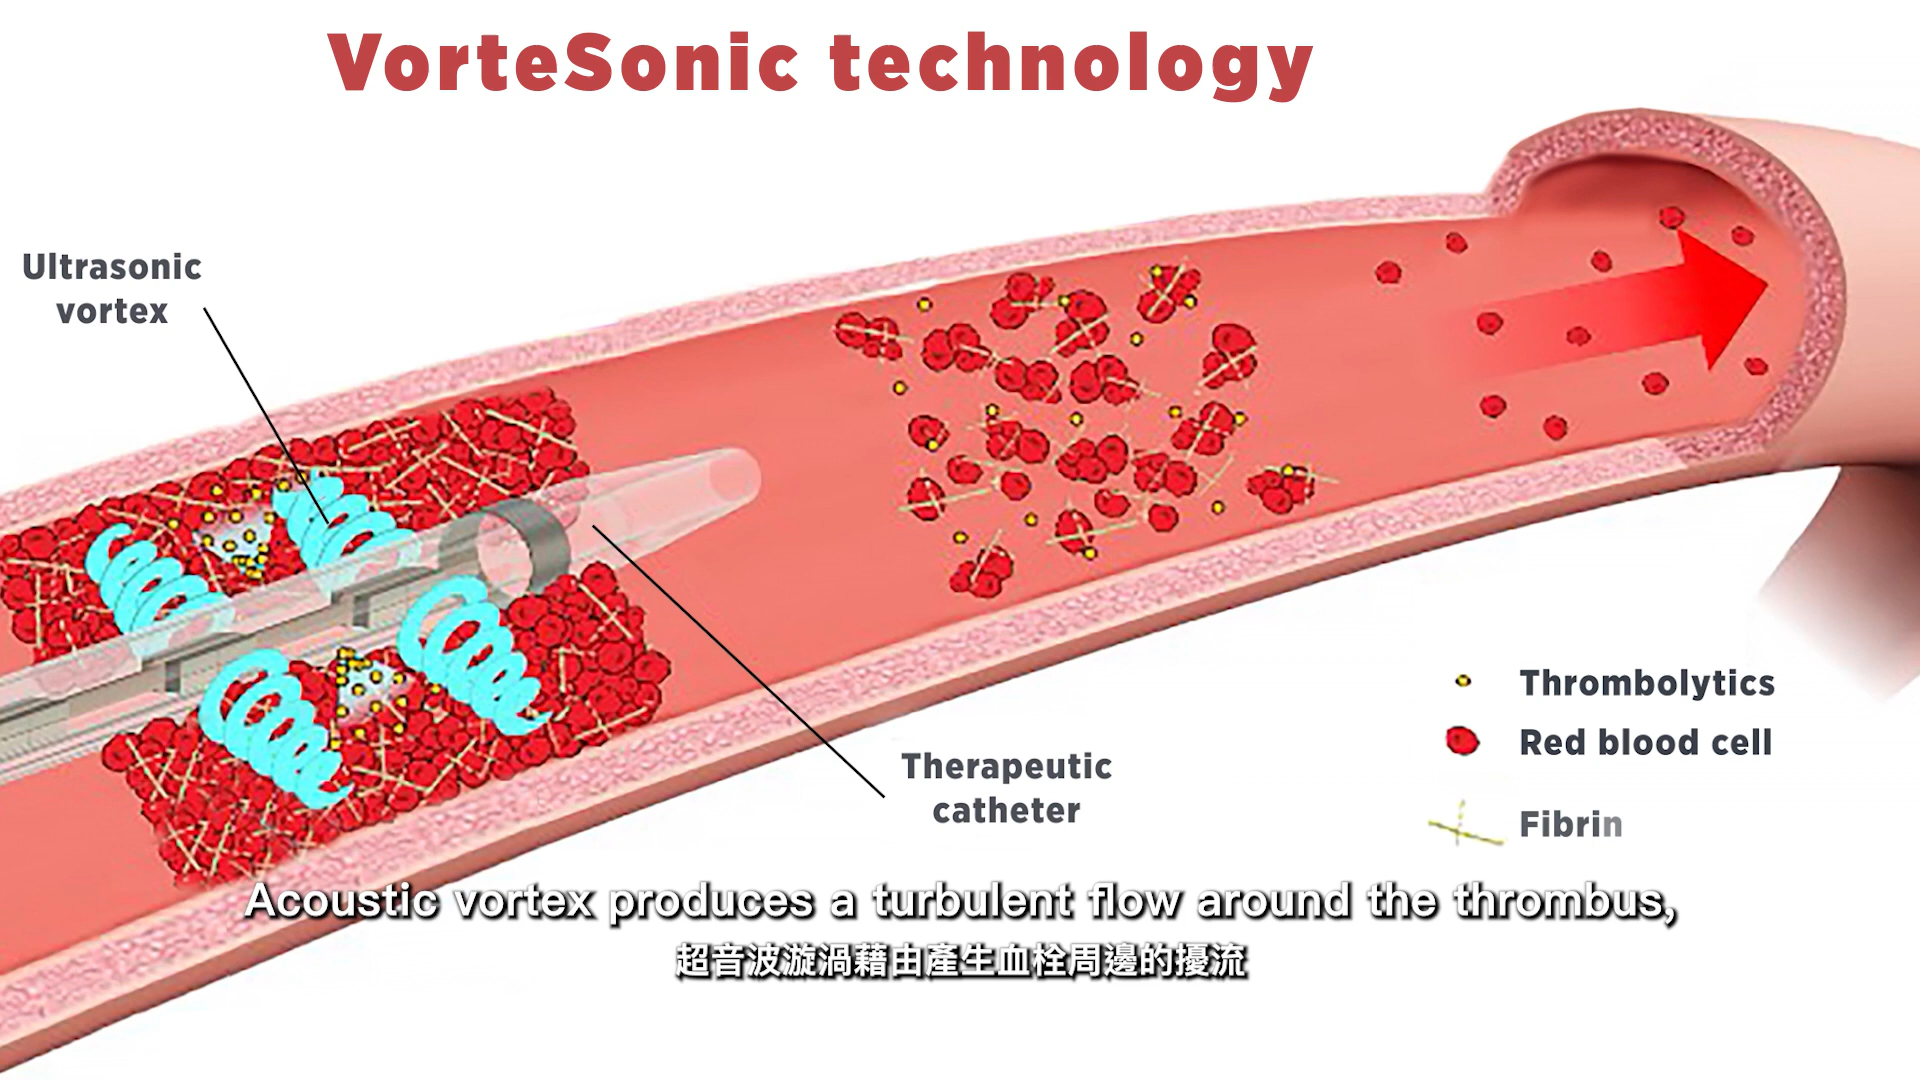 VorteSonic technology
Ultrasonic
vortex
Therapeutic
catheter
Thrombolytics
Red blood cell
Fibrin
Acoustic vortex produces a turbulent flow around the thrombus,
超音波漩渦藉由產生血栓周邊的擾流